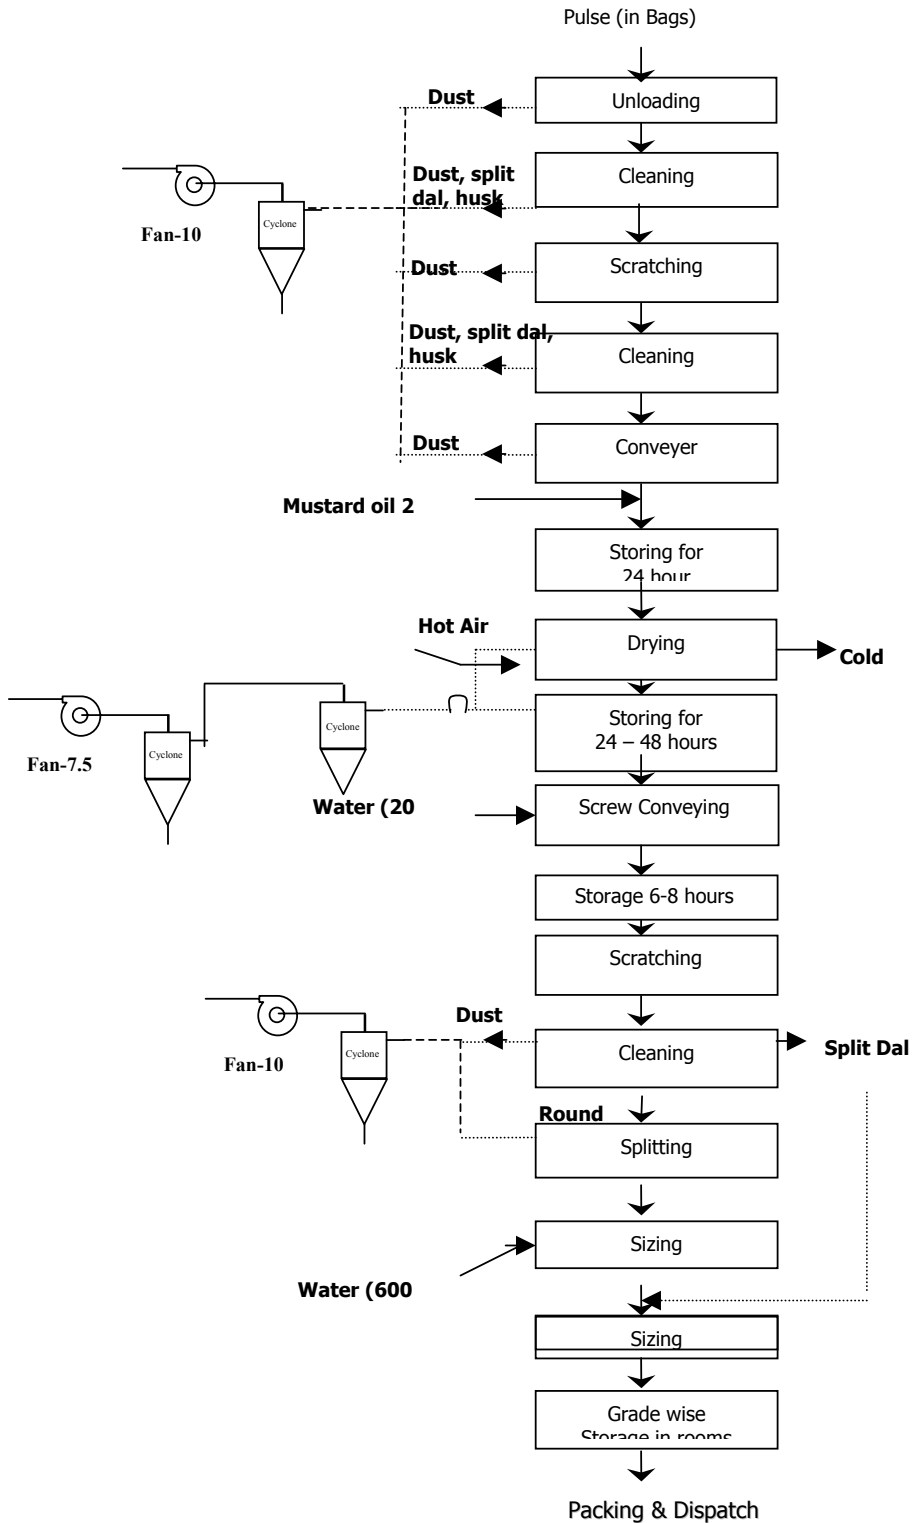 Pulse (in Bags)
Unloading
Dust
Cleaning
Dust, split
dal, husk
Cyclone
Fan-10
Scratching
Dust
Dust, split dal,
husk
Cleaning
Conveyer
Dust
Mustard oil 2
Storing for
24 hour
Hot Air
Drying
Cold
Storing for
24 – 48 hours
Cyclone
Cyclone
Fan-7.5
Water (20
Screw Conveying
Storage 6-8 hours
Scratching
Dust
Cleaning
Split Dal
Cyclone
Fan-10
Round
Splitting
Sizing
Water (600
Sizing
Grade wise
Storage in rooms
Packing & Dispatch